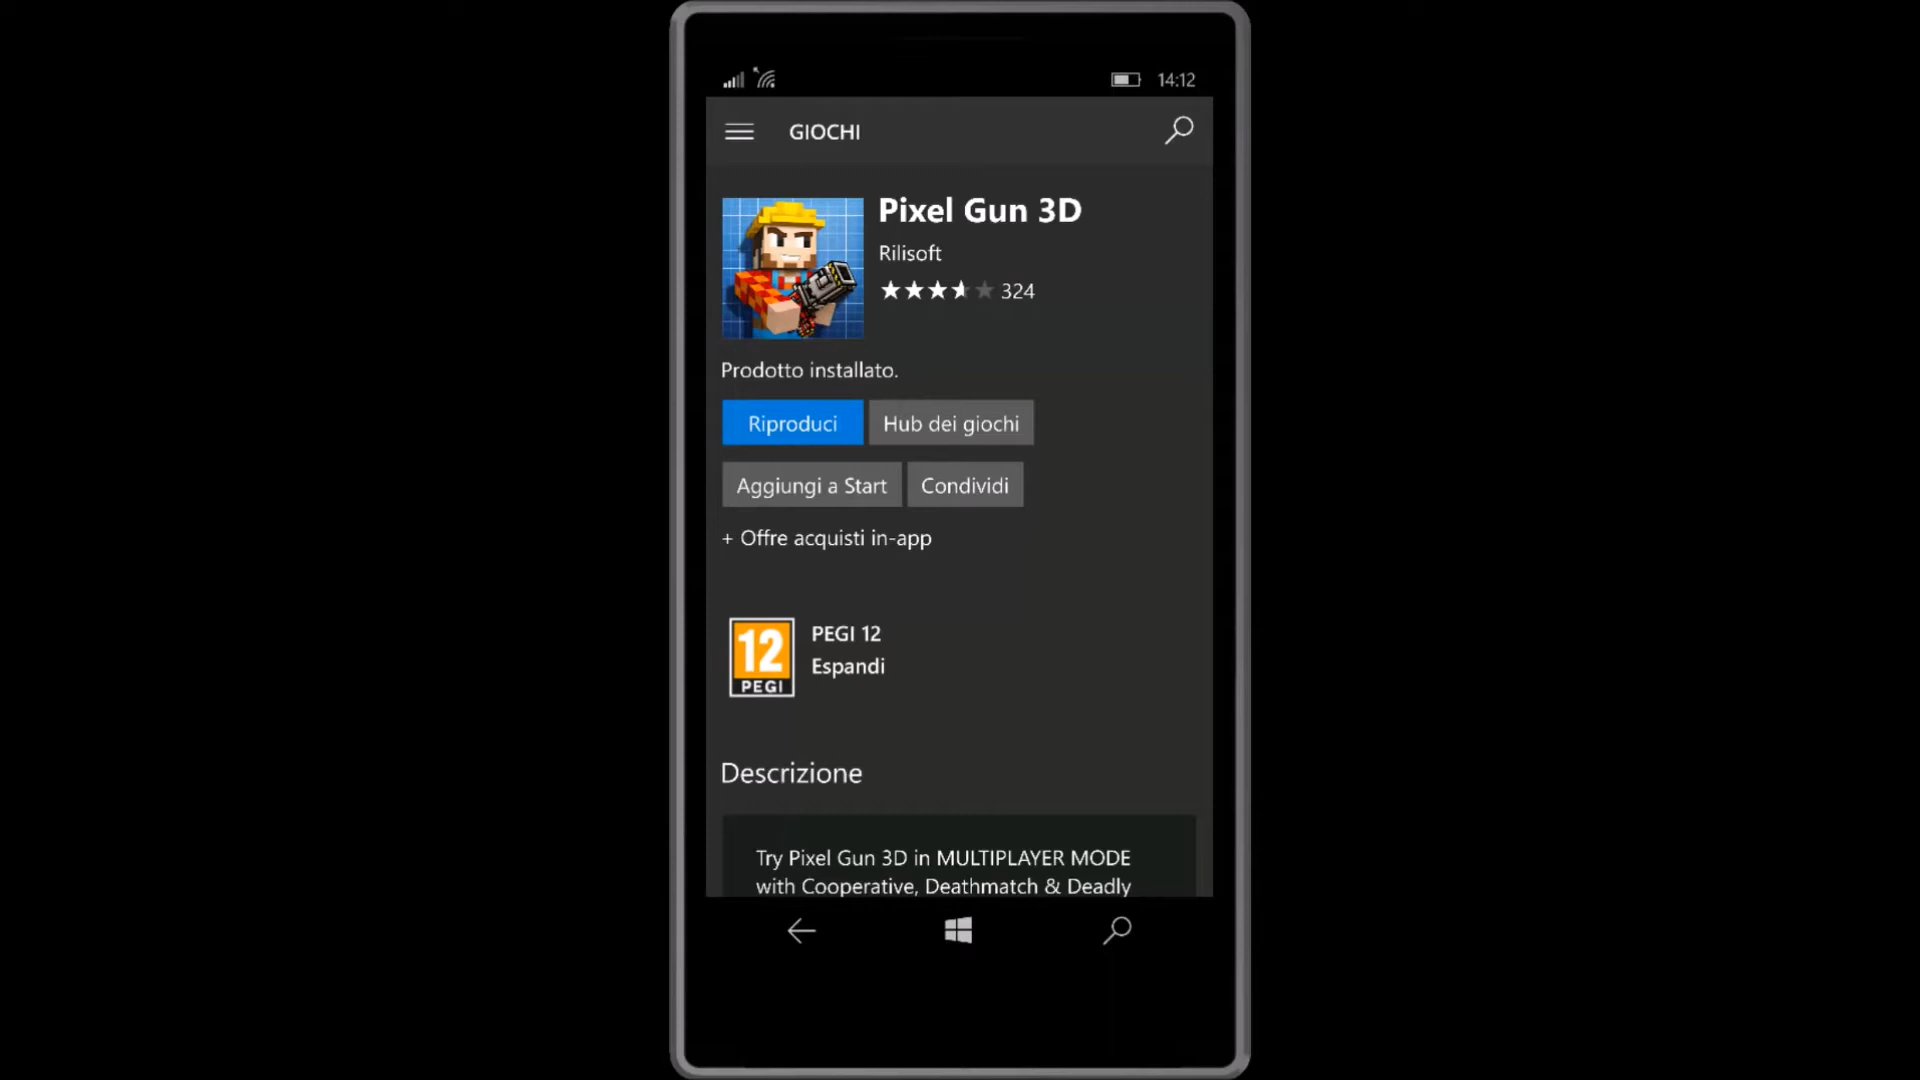 14:12
GIOCHI
Pixel Gun 3D
Rilisoft
324
Prodotto installato.
Riproduci
Hub dei giochi
Aggiungi a Start
Condividi
+ Offre acquisti in-app
12
PEGI
PEGI 12
Espandi
Descrizione
Try Pixel Gun 3D in MULTIPLAYER MODE
with Cooperative, Deathmatch & Deadly